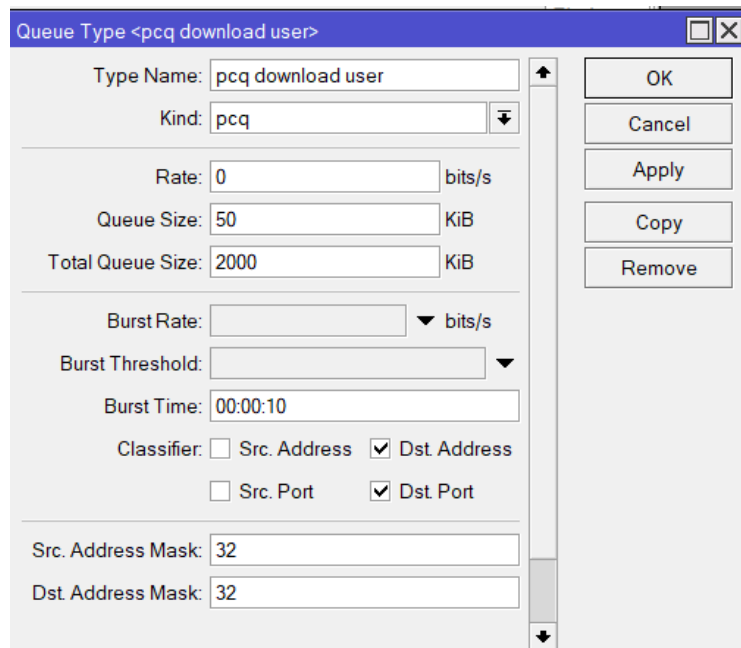 Queue Type <pcq download user>
Type Name: pcq download user
Kind: pcq
Rate: 0 bits/s
Queue Size: 50 KiB
Total Queue Size: 2000 KiB
Burst Rate: bits/s
Burst Threshold:
Burst Time: 00:00:10
Classifier: Src. Address Dst. Address
Src. Port Dst. Port
Src. Address Mask: 32
Dst. Address Mask: 32
OK
Cancel
Apply
Copy
Remove